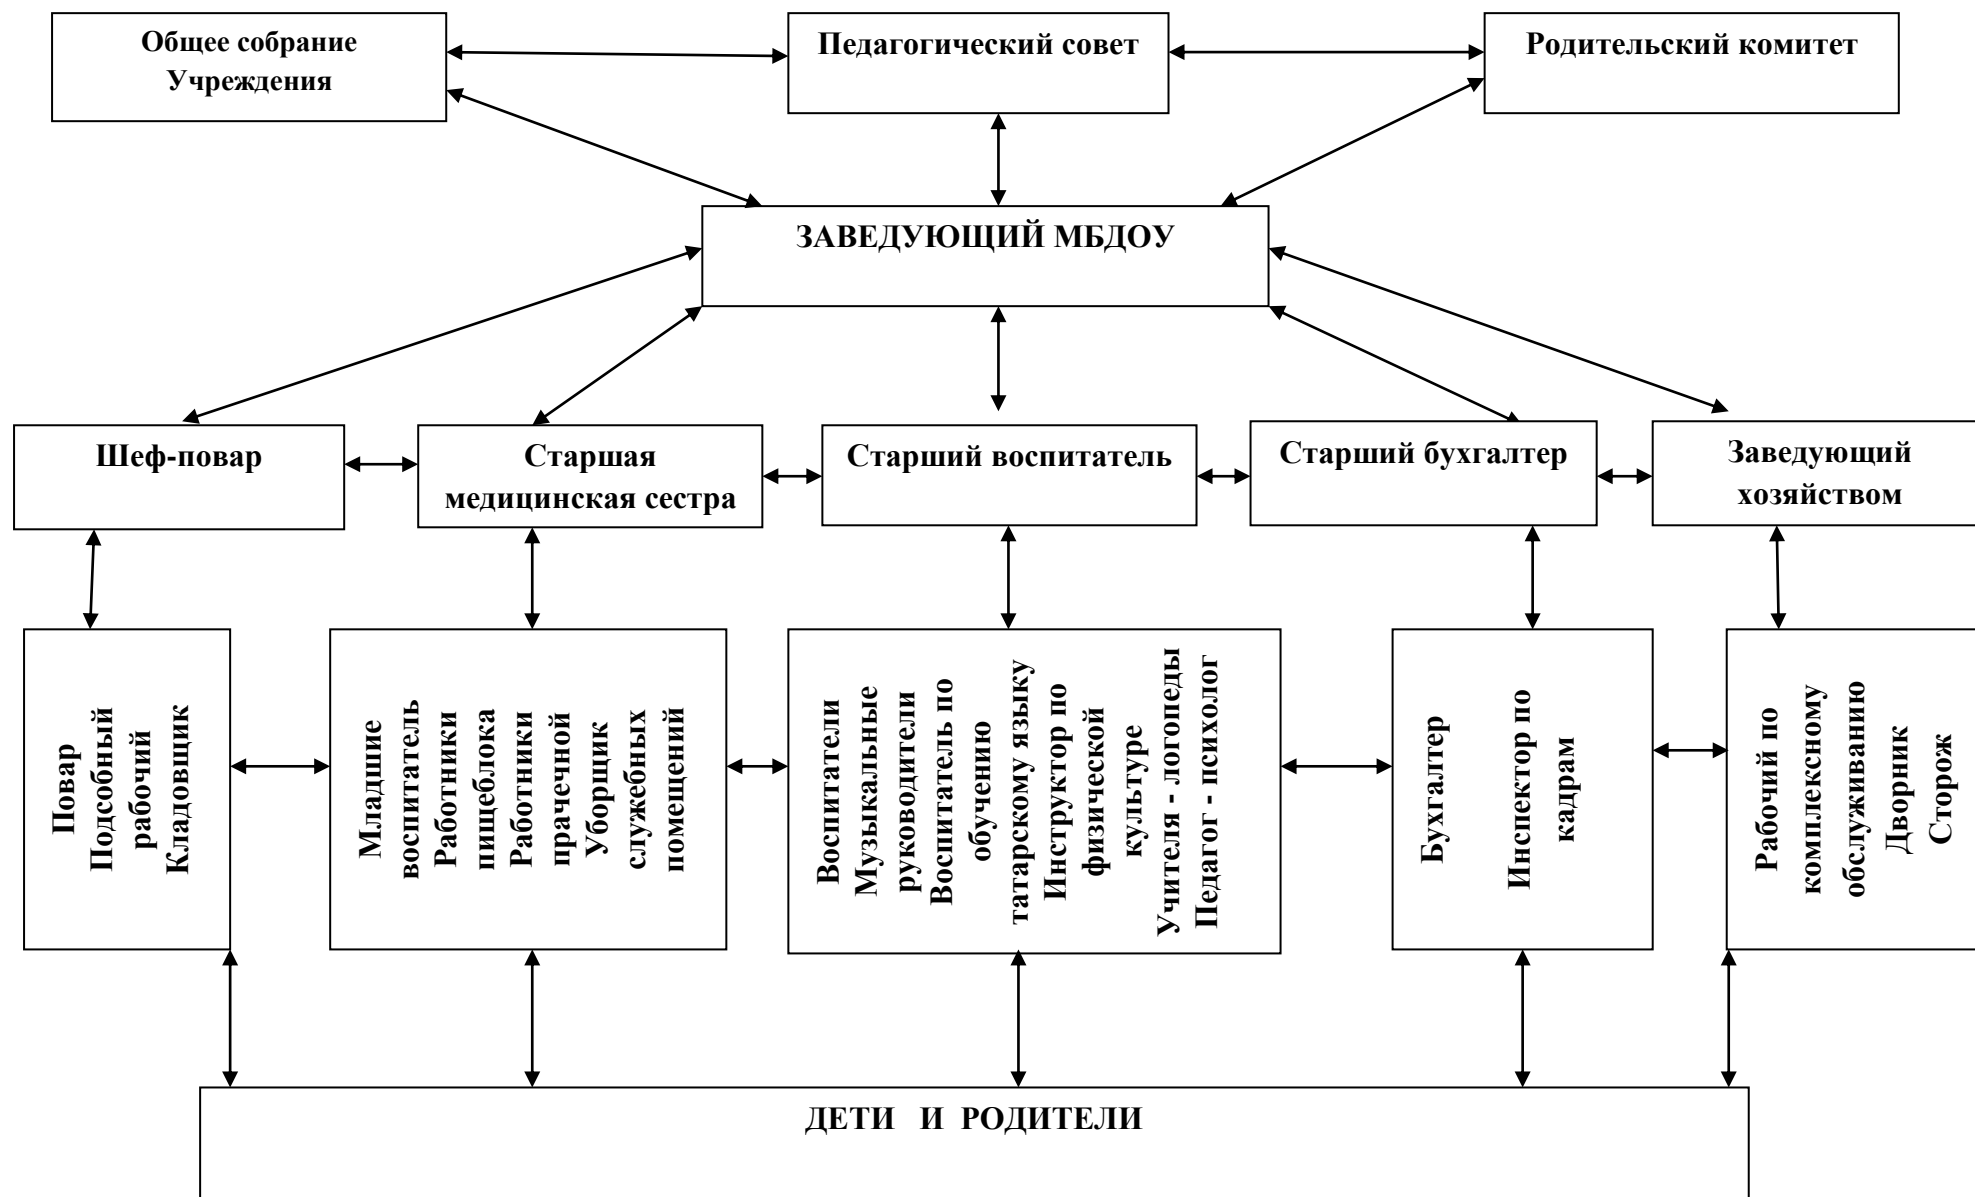 Общее собрание
Учреждения
Педагогический совет
Родительский комитет
ЗАВЕДУЮЩИЙ МБДОУ
Шеф-повар
Старшая
медицинская сестра
Старший воспитатель
Старший бухгалтер
Заведующий
хозяйством
Повар
Подсобный
рабочий
Кладовщик
Младшие
воспитатель
Работники
пищеблока
Работники
прачечной
Уборщик
служебных
помещений
Воспитатели
Музыкальные
руководители
Воспитатель по
обучению
татарскому языку
Инструктор по
физической
культуре
Учителя - логопеды
Педагог - психолог
Бухгалтер
Инспектор по
кадрам
Рабочий по
комплексному
обслуживанию
Дворник
Сторож
ДЕТИ И РОДИТЕЛИ